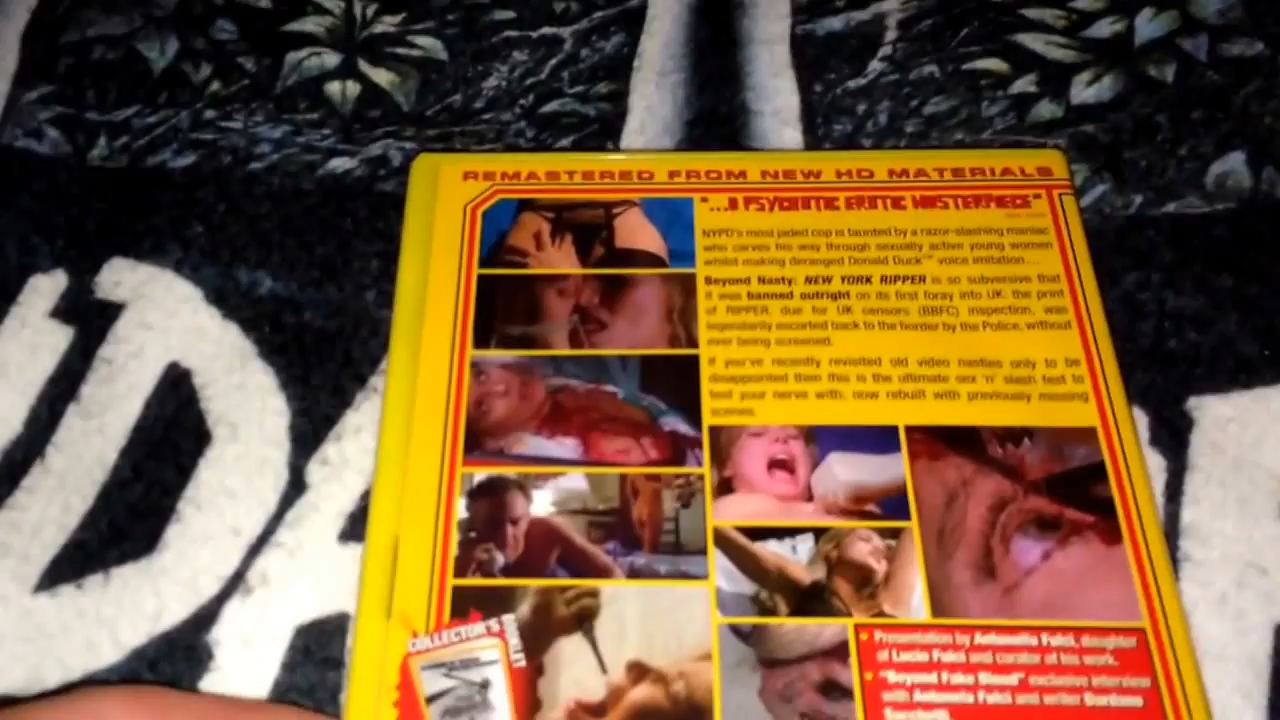 REMASTERED FROM NEW HD MATERIALS
"...A PSYCHOTIC EROTIC MASTERPIECE"
NYPD's most jaded cop is taunted by a razor-slashing maniac
who carves his way through sexually active young women
whilst making deranged Donald Duck™ voice imitation...
Beyond Nasty: NEW YORK RIPPER is so subversive that
it was banned outright on its first foray into UK: the print
of RIPPER, due for UK censors (BBFC) inspection, was
legendarily escorted back to the border by the Police, without
ever being screened.
If you've recently revisited old video nasties only to be
disappointed then this is the ultimate sex 'n' slash fest to
test your nerve with; now rebuilt with previously missing
scenes.
COLLECTOR'S
Presentation by Antonella Fulci, daughter
of Lucio Fulci and curator of his work.
"Beyond Fake Blood" exclusive interview
with Antonella Fulci and writer Dardano
Sacchetti.
DA